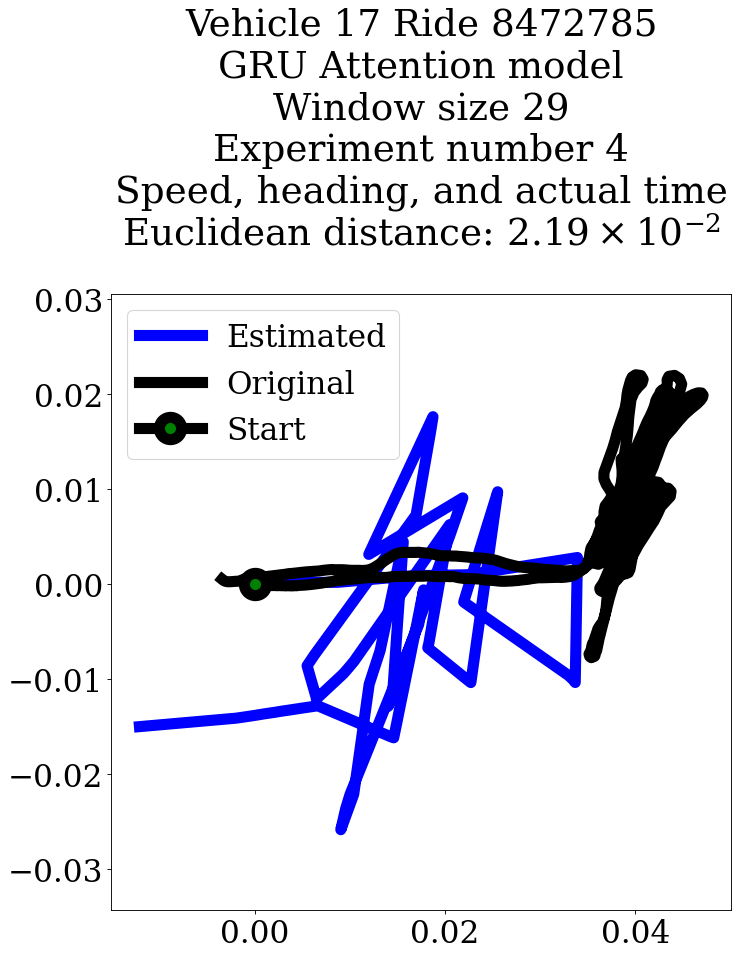 Vehicle 17 Ride 8472785
GRU Attention model
Window size 29
Experiment number 4
Speed, heading, and actual time
Euclidean distance: 2.19 × 10⁻²
Estimated
Original
Start
0.03
0.02
0.01
0.00
−0.01
−0.02
−0.03
0.00 0.02 0.04